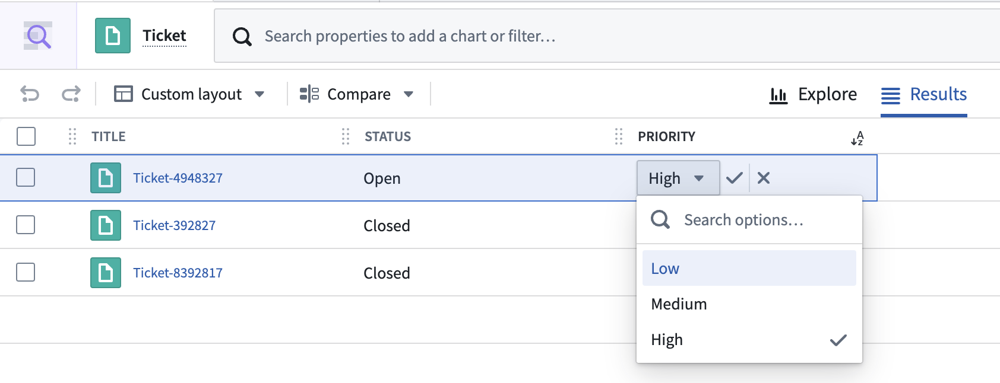 Ticket
Search properties to add a chart or filter...
Custom layout
Compare
Explore
Results
TITLE
STATUS
PRIORITY
Ticket-4948327
Open
High
Ticket-392827
Closed
Search options...
Ticket-8392817
Closed
Low
Medium
High